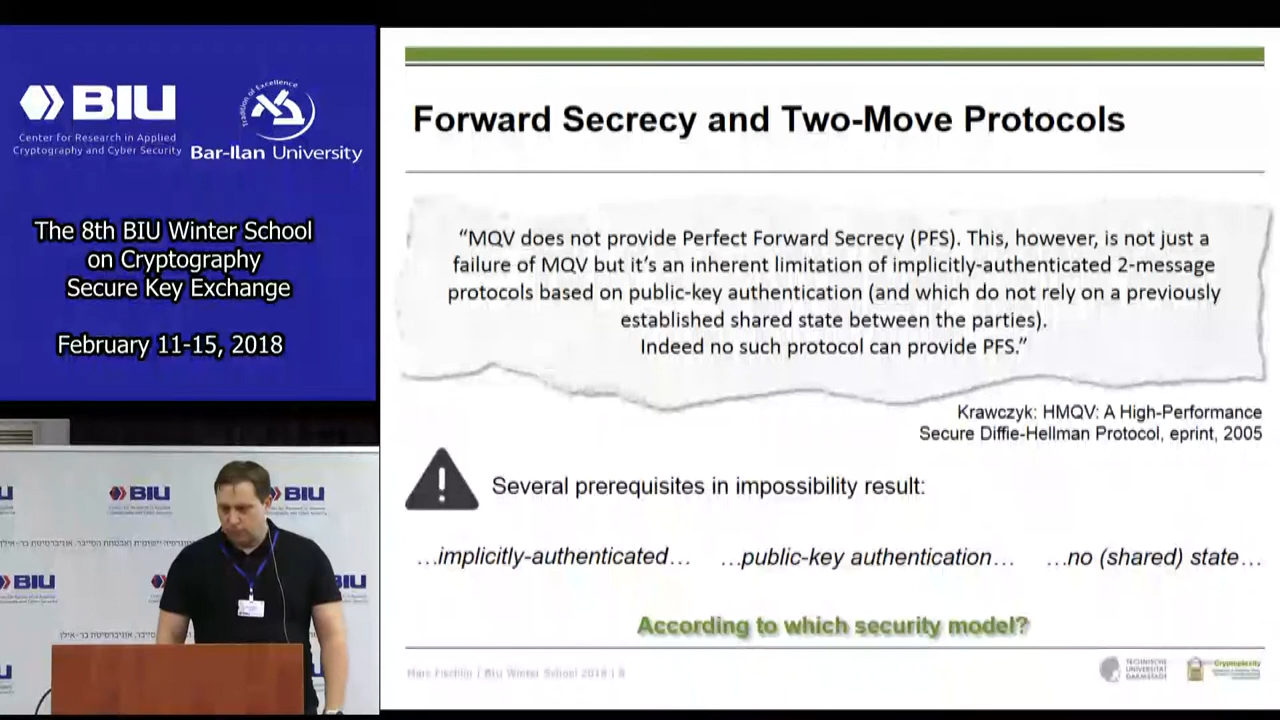 BIU
Center for Research in Applied
Cryptography and Cyber Security
Tradition of Excellence
Bar-Ilan University
The 8th BIU Winter School
on Cryptography
Secure Key Exchange
February 11-15, 2018
Forward Secrecy and Two-Move Protocols
“MQV does not provide Perfect Forward Secrecy (PFS). This, however, is not just a
failure of MQV but it’s an inherent limitation of implicitly-authenticated 2-message
protocols based on public-key authentication (and which do not rely on a previously
established shared state between the parties).
Indeed no such protocol can provide PFS.”
Krawczyk: HMQV: A High-Performance
Secure Diffie-Hellman Protocol, eprint, 2005
!
Several prerequisites in impossibility result:
…implicitly-authenticated… …public-key authentication… …no (shared) state…
According to which security model?
Marc Fischlin | BIU Winter School 2018 |
TECHNISCHE
UNIVERSITÄT
DARMSTADT
Cryptoplexity
BIU
BIU
BIU
BIU